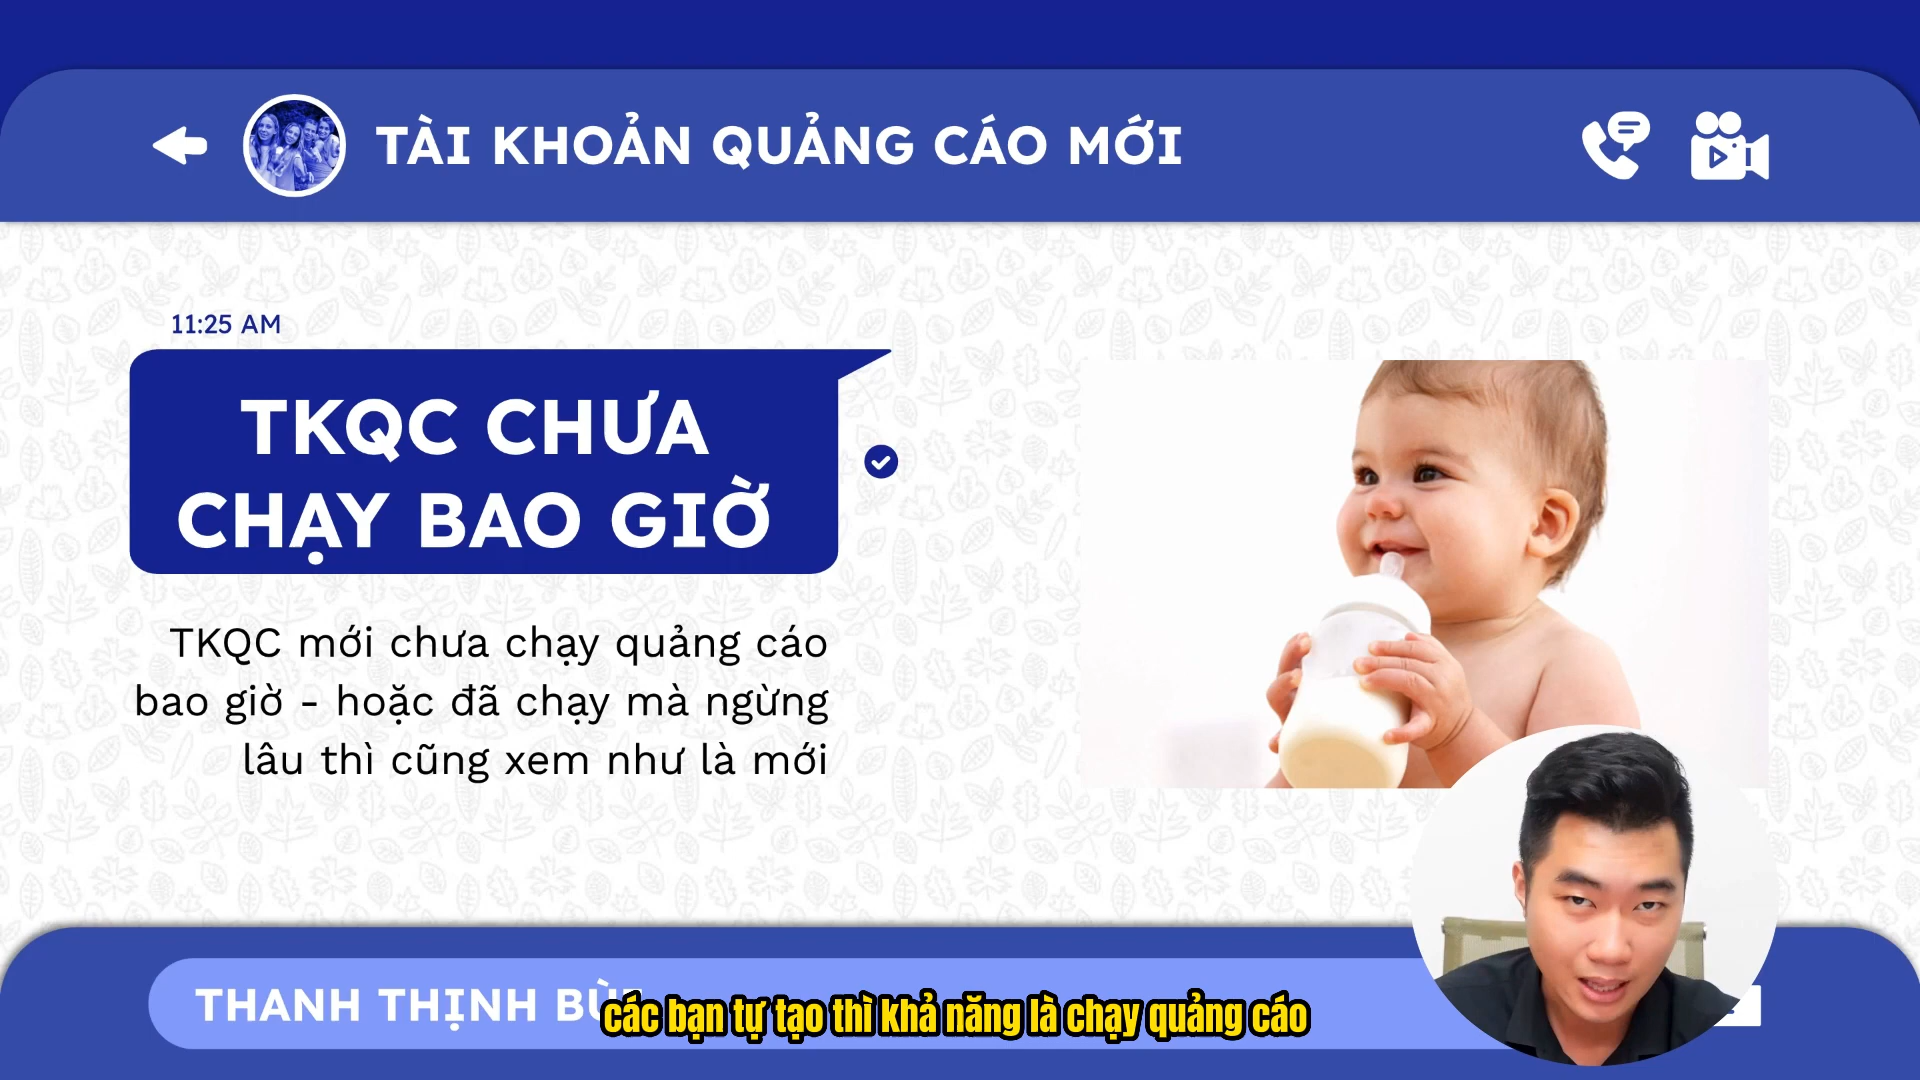 TÀI KHOẢN QUẢNG CÁO MỚI
11:25 AM
TKQC CHƯA
CHẠY BAO GIỜ
TKQC mới chưa chạy quảng cáo
bao giờ - hoặc đã chạy mà ngừng
lâu thì cũng xem như là mới
THANH THỊNH
các bạn tự tạo thì khả năng là chạy quảng cáo